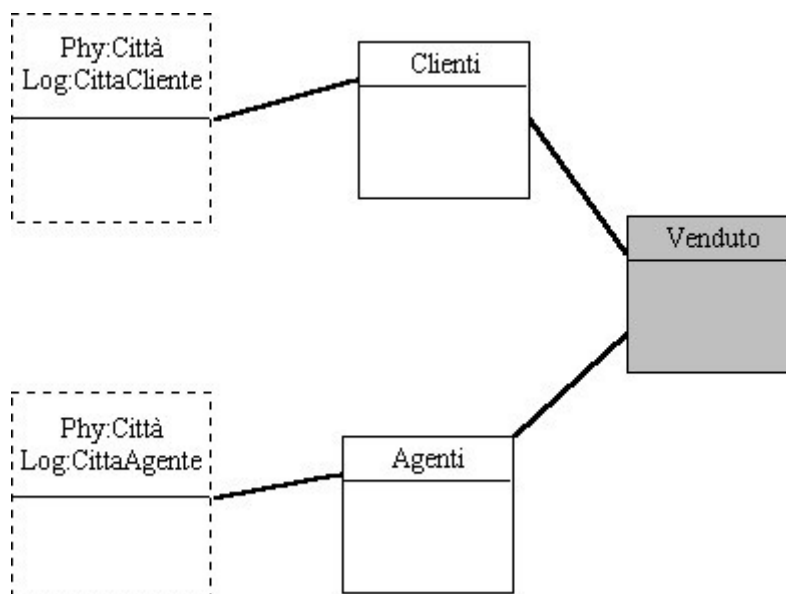 Phy:Città
Log:CittaCliente
Clienti
Venduto
Phy:Città
Log:CittaAgente
Agenti